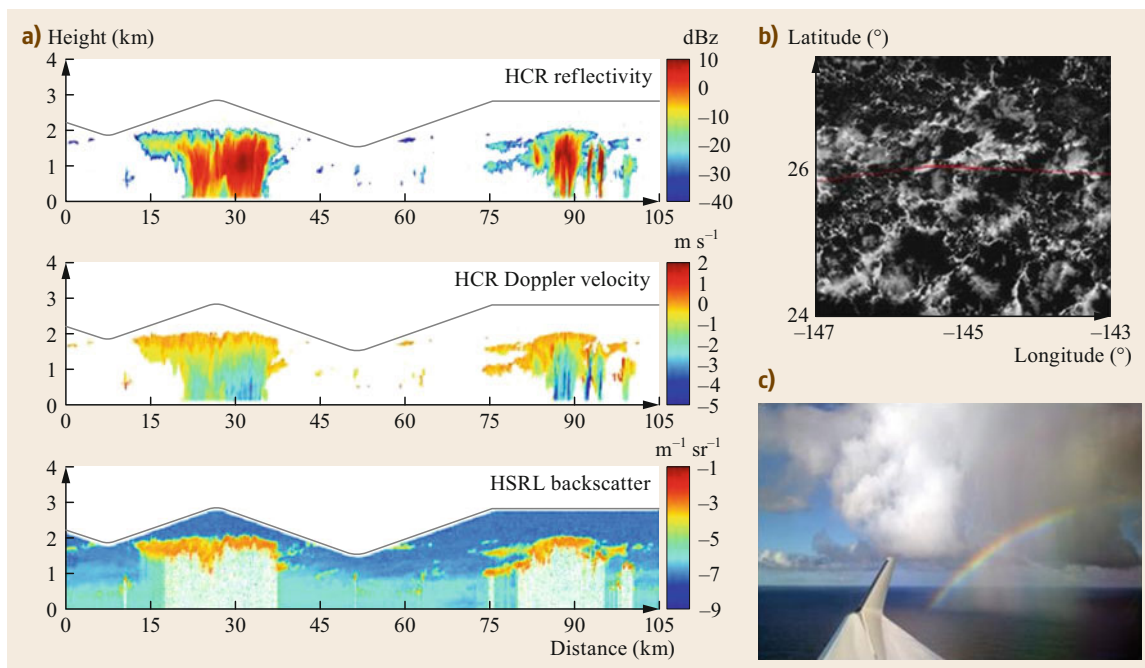 a) Height (km)
dBz
4
3
2
1
0
HCR reflectivity
10
0
–10
–20
–30
–40
0 15 30 45 60 75 90 105
m s–1
4
3
2
1
0
HCR Doppler velocity
2
1
0
–1
–2
–3
–4
–5
0 15 30 45 60 75 90 105
m–1 sr–1
4
3
2
1
0
HSRL backscatter
–1
–3
–5
–7
–9
0 15 30 45 60 75 90 105
Distance (km)
b) Latitude (°)
26
24
–147 –145 –143
Longitude (°)
c)